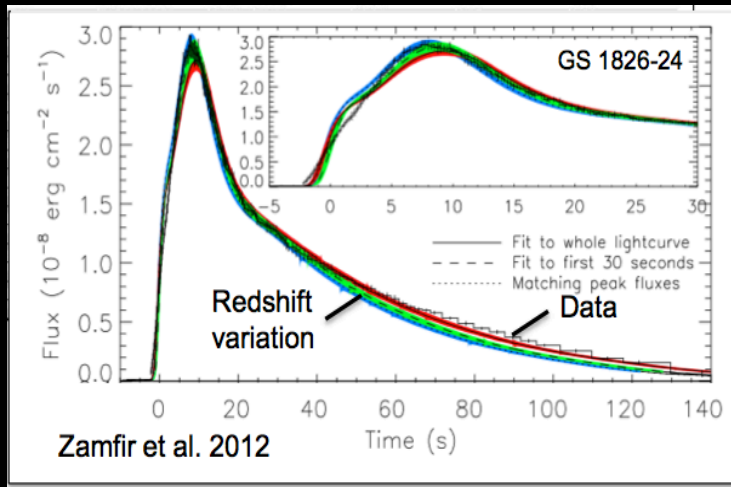 GS 1826-24
3.0
2.5
2.0
1.5
1.0
0.5
0.0
Flux (10⁻⁸ erg cm⁻² s⁻¹)
3.0
2.5
2.0
1.5
1.0
0.5
0.0
-5 0 5 10 15 20 25 30
Fit to whole lightcurve
Fit to first 30 seconds
Matching peak fluxes
Redshift
variation
Data
0 20 40 60 80 100 120 140
Time (s)
Zamfir et al. 2012